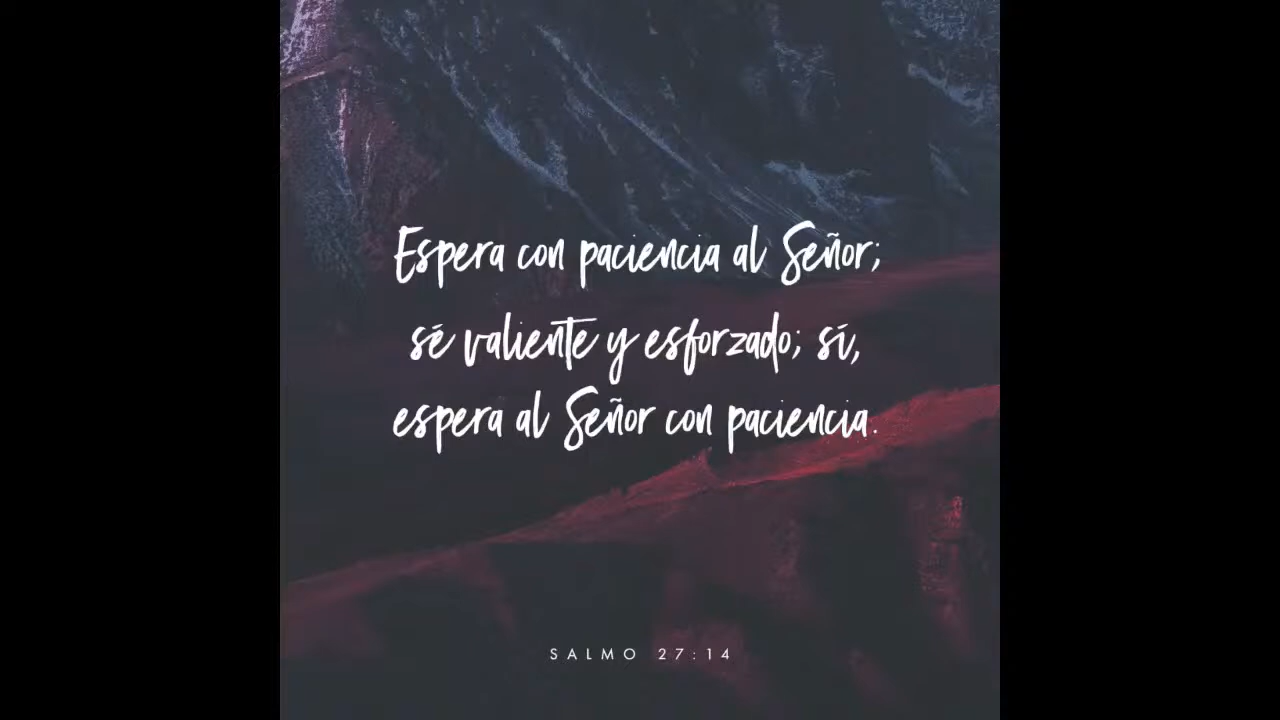 Espera con paciencia al Señor;
sé valiente y esforzado; sí,
espera al Señor con paciencia.
SALMO 27:14